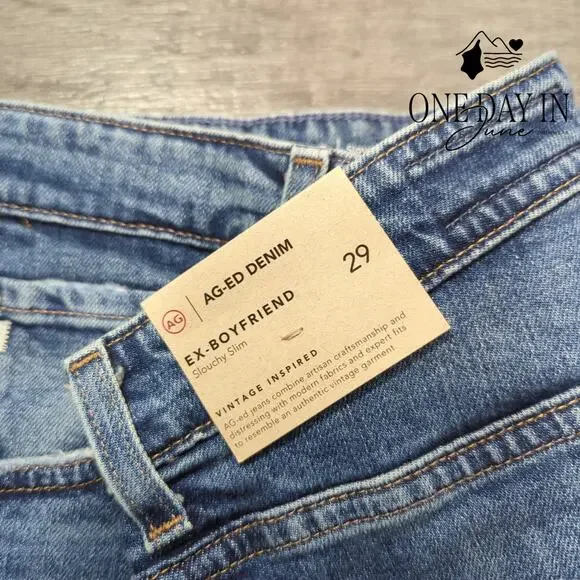 ONE DAY IN
June
AG
AG-ED DENIM
29
EX-BOYFRIEND
Slouchy Slim
VINTAGE INSPIRED
AG-ed jeans combine artisan craftsmanship and
distressing with modern fabrics and expert fits
to resemble an authentic vintage garment